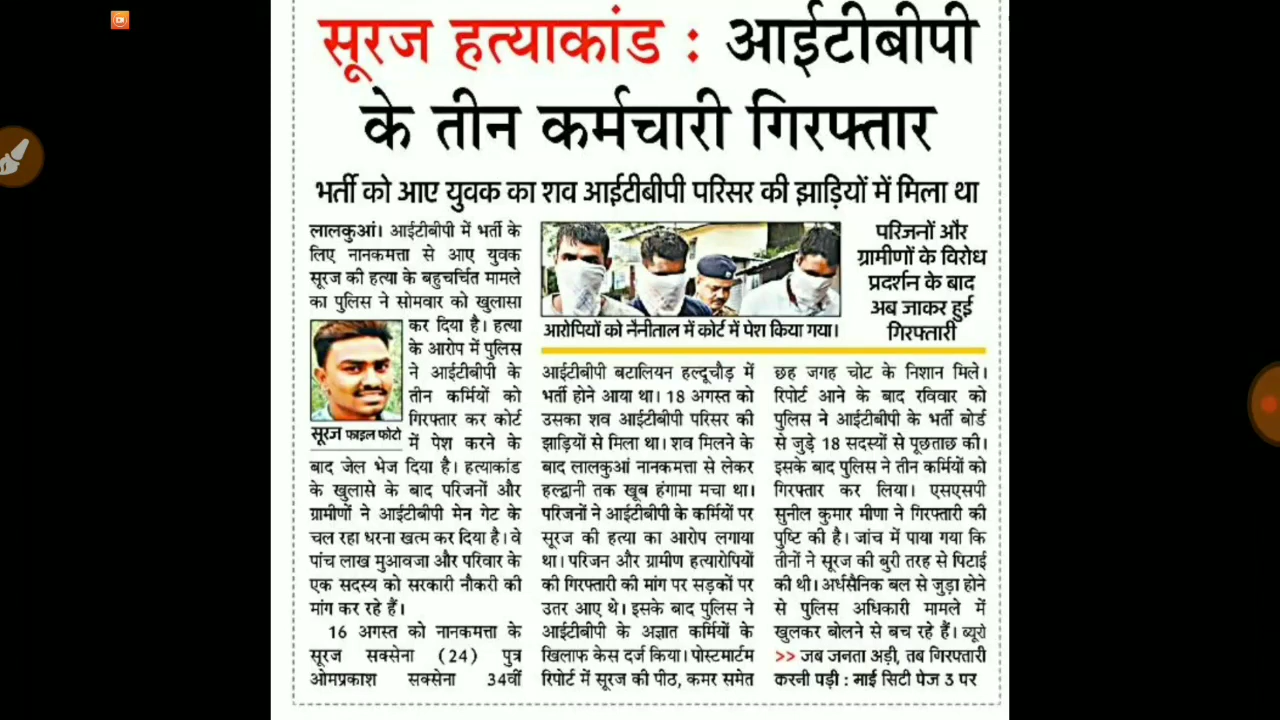 सूरज हत्याकांड : आईटीबीपी
के तीन कर्मचारी गिरफ्तार
भर्ती को आए युवक का शव आईटीबीपी परिसर की झाड़ियों में मिला था
लालकुआं। आईटीबीपी में भर्ती के
लिए नानकमत्ता से आए युवक
सूरज की हत्या के बहुचर्चित मामले
का पुलिस ने सोमवार को खुलासा
कर दिया है। हत्या
के आरोप में पुलिस
ने आईटीबीपी के
तीन कर्मियों को
गिरफ्तार कर कोर्ट
में पेश करने के
सूरज फाइल फोटो
बाद जेल भेज दिया है। हत्याकांड
के खुलासे के बाद परिजनों और
ग्रामीणों ने आईटीबीपी मेन गेट के
चल रहा धरना खत्म कर दिया है। वे
पांच लाख मुआवजा और परिवार के
एक सदस्य को सरकारी नौकरी की
मांग कर रहे हैं।
16 अगस्त को नानकमत्ता के
सूरज सक्सेना (24) पुत्र
ओमप्रकाश सक्सेना 34वीं
आरोपियों को नैनीताल में कोर्ट में पेश किया गया।
परिजनों और
ग्रामीणों के विरोध
प्रदर्शन के बाद
अब जाकर हुई
गिरफ्तारी
आईटीबीपी बटालियन हल्दूचौड़ में
भर्ती होने आया था। 18 अगस्त को
उसका शव आईटीबीपी परिसर की
झाड़ियों से मिला था। शव मिलने के
बाद लालकुआं नानकमत्ता से लेकर
हल्द्वानी तक खूब हंगामा मचा था।
परिजनों ने आईटीबीपी के कर्मियों पर
सूरज की हत्या का आरोप लगाया
था। परिजन और ग्रामीण हत्यारोपियों
की गिरफ्तारी की मांग पर सड़कों पर
उतर आए थे। इसके बाद पुलिस ने
आईटीबीपी के अज्ञात कर्मियों के
खिलाफ केस दर्ज किया। पोस्टमार्टम
रिपोर्ट में सूरज की पीठ, कमर समेत
छह जगह चोट के निशान मिले।
रिपोर्ट आने के बाद रविवार को
पुलिस ने आईटीबीपी के भर्ती बोर्ड
से जुड़े 18 सदस्यों से पूछताछ की।
इसके बाद पुलिस ने तीन कर्मियों को
गिरफ्तार कर लिया। एसएसपी
सुनील कुमार मीणा ने गिरफ्तारी की
पुष्टि की है। जांच में पाया गया कि
तीनों ने सूरज की बुरी तरह से पिटाई
की थी। अर्धसैनिक बल से जुड़ा होने
से पुलिस अधिकारी मामले में
खुलकर बोलने से बच रहे हैं। ब्यूरो
>> जब जनता अड़ी, तब गिरफ्तारी
करनी पड़ी : माई सिटी पेज 3 पर